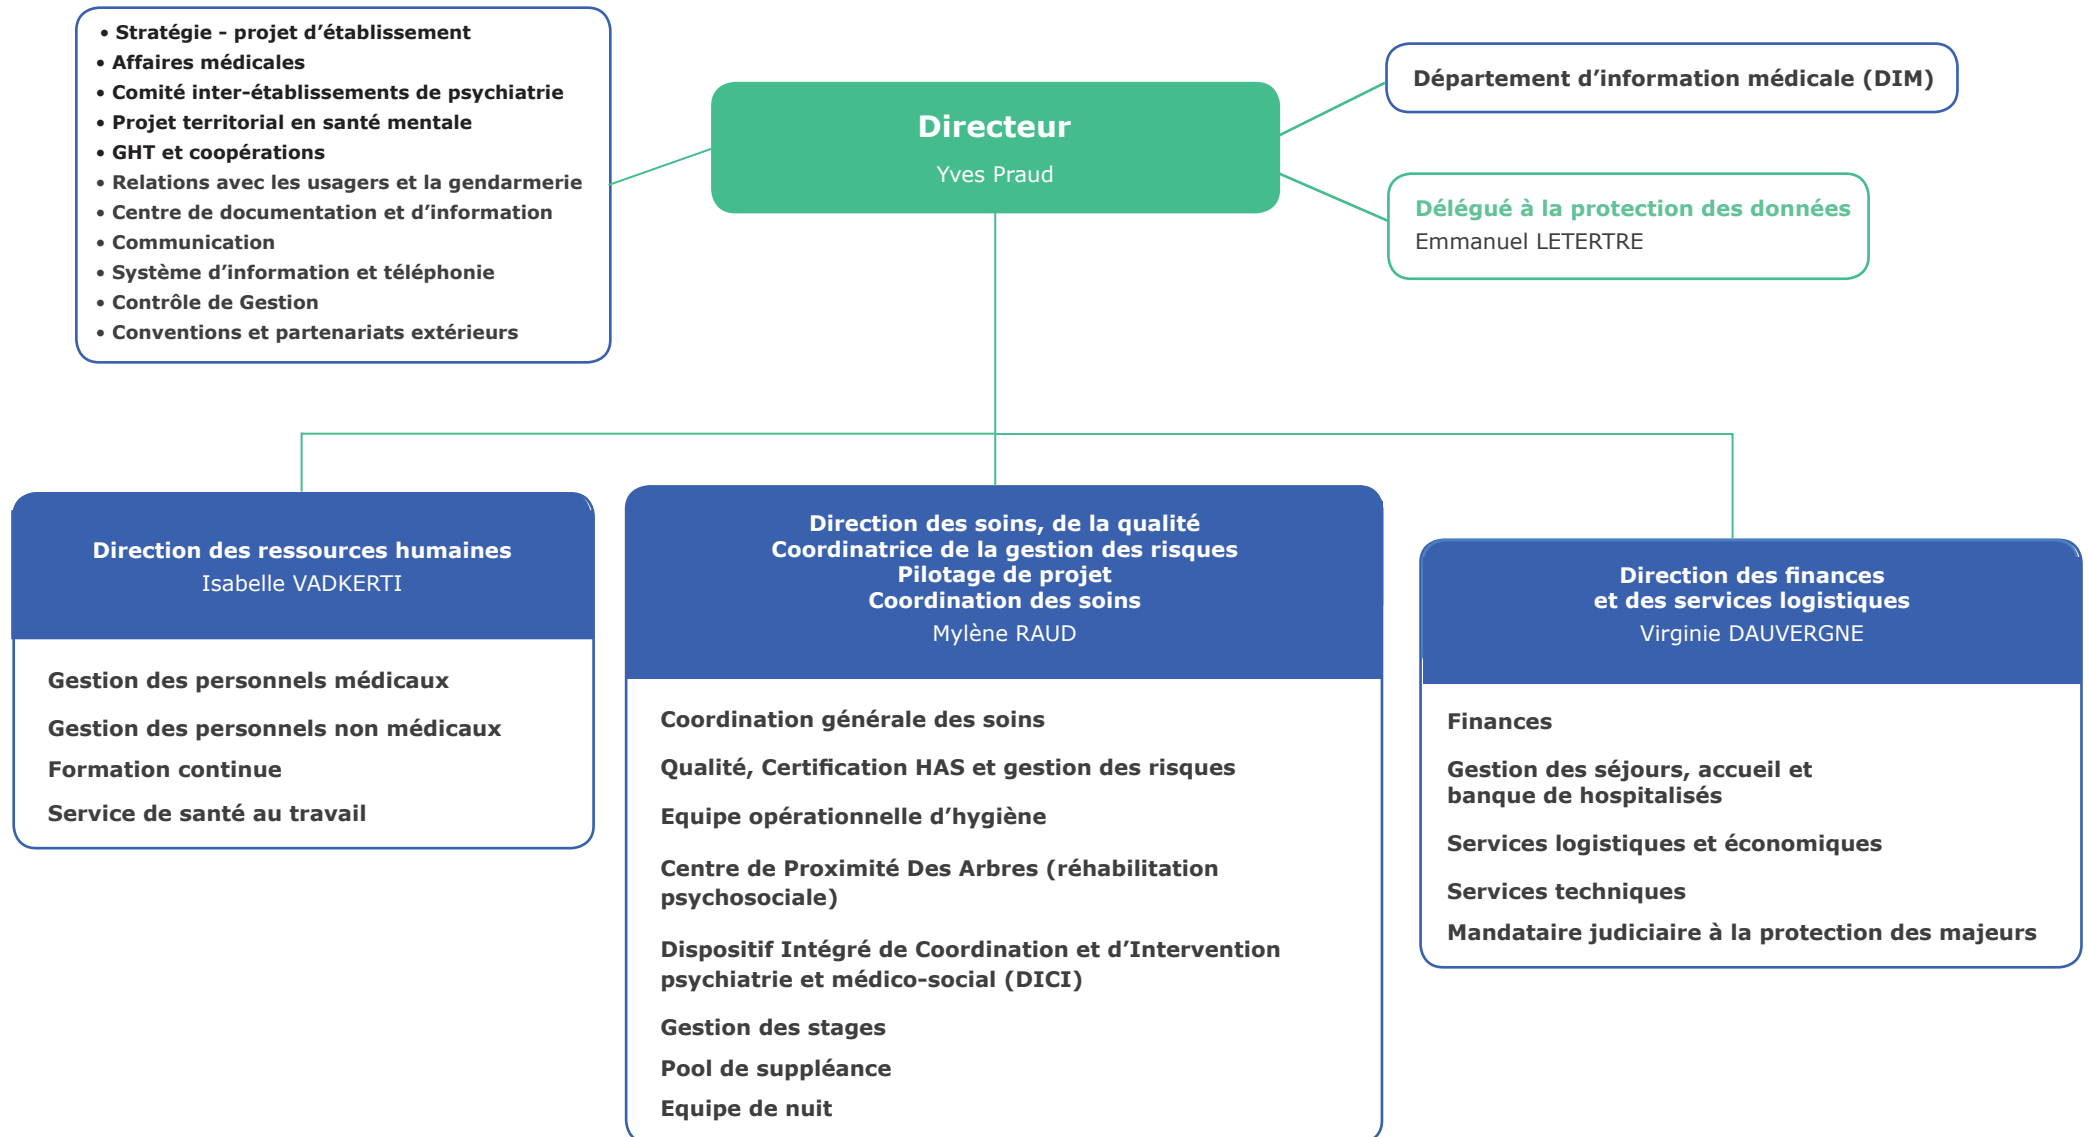 • Stratégie - projet d’établissement
• Affaires médicales
• Comité inter-établissements de psychiatrie
• Projet territorial en santé mentale
• GHT et coopérations
• Relations avec les usagers et la gendarmerie
• Centre de documentation et d’information
• Communication
• Système d’information et téléphonie
• Contrôle de Gestion
• Conventions et partenariats extérieurs
Directeur
Yves Praud
Département d’information médicale (DIM)
Délégué à la protection des données
Emmanuel LETERTRE
Direction des ressources humaines
Isabelle VADKERTI
Gestion des personnels médicaux
Gestion des personnels non médicaux
Formation continue
Service de santé au travail
Direction des soins, de la qualité
Coordinatrice de la gestion des risques
Pilotage de projet
Coordination des soins
Mylène RAUD
Coordination générale des soins
Qualité, Certification HAS et gestion des risques
Equipe opérationnelle d’hygiène
Centre de Proximité Des Arbres (réhabilitation
psychosociale)
Dispositif Intégré de Coordination et d’Intervention
psychiatrie et médico-social (DICI)
Gestion des stages
Pool de suppléance
Equipe de nuit
Direction des finances
et des services logistiques
Virginie DAUVERGNE
Finances
Gestion des séjours, accueil et
banque de hospitalisés
Services logistiques et économiques
Services techniques
Mandataire judiciaire à la protection des majeurs